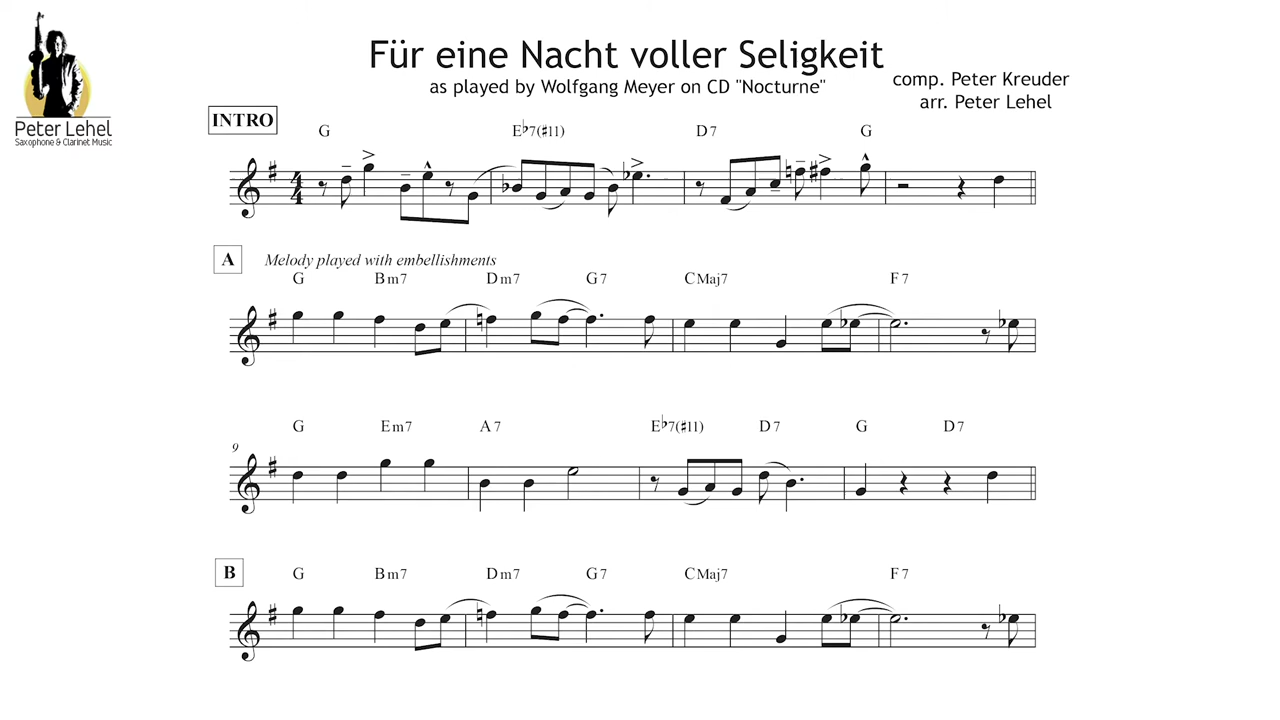 Für eine Nacht voller Seligkeit
as played by Wolfgang Meyer on CD "Nocturne"
comp. Peter Kreuder
arr. Peter Lehel
Peter Lehel
Saxophone & Clarinet Music
INTRO
G E♭7(♯11) D7 G
4
4
A Melody played with embellishments
G Bm7 Dm7 G7 CMaj7 F7
G Em7 A7 E♭7(♯11) D7 G D7
9
B
G Bm7 Dm7 G7 CMaj7 F7